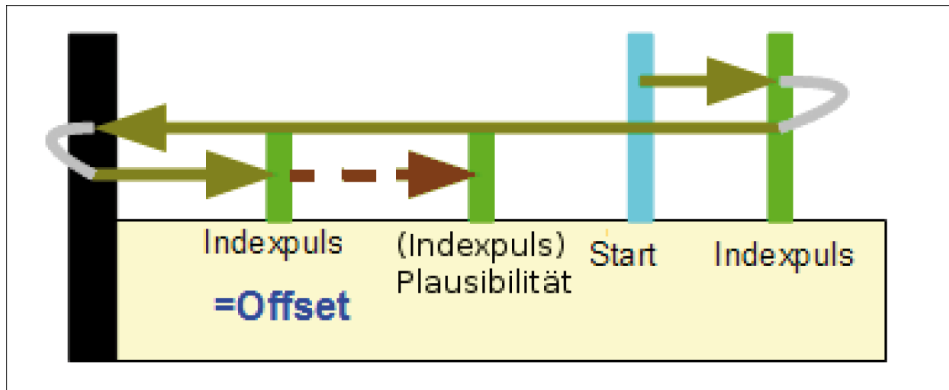 Indexpuls
(Indexpuls)
Plausibilität
Start
Indexpuls
=Offset